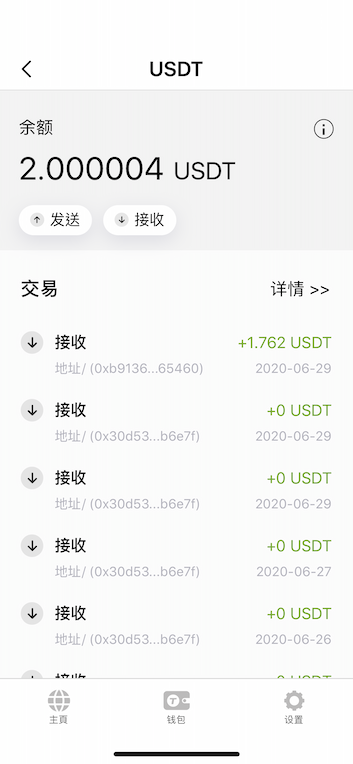 USDT
余额
2.000004 USDT
发送 接收
交易 详情 >>
接收 +1.762 USDT
地址/ (0xb9136...65460) 2020-06-29
接收 +0 USDT
地址/ (0x30d53...b6e7f) 2020-06-29
接收 +0 USDT
地址/ (0x30d53...b6e7f) 2020-06-29
接收 +0 USDT
地址/ (0x30d53...b6e7f) 2020-06-27
接收 +0 USDT
地址/ (0x30d53...b6e7f) 2020-06-26
主頁 钱包 设置